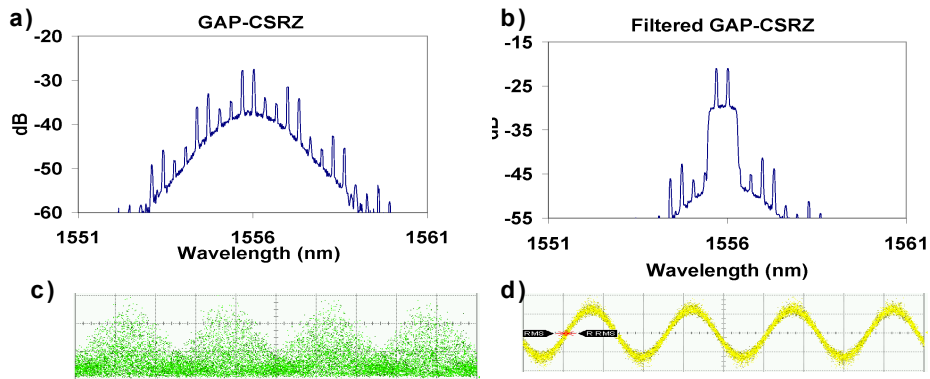 a)
GAP-CSRZ
-20
-30
-40
-50
-60
dB
1551
1556
1561
Wavelength (nm)
b)
Filtered GAP-CSRZ
-15
-25
-35
-45
-55
1551
1556
1561
Wavelength (nm)
c)
d)
RMS
R RMS